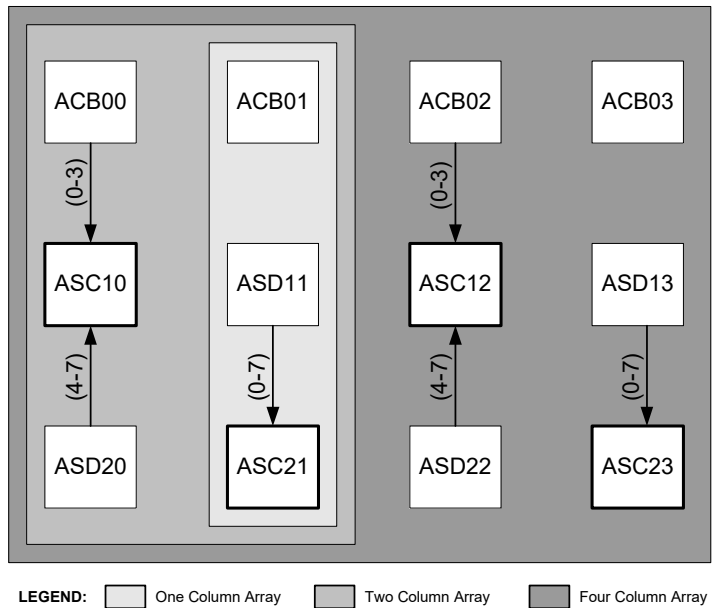 ACB00 ACB01 ACB02 ACB03
(0-3) (0-3)
ASC10 ASD11 ASC12 ASD13
(4-7) (0-7) (4-7) (0-7)
ASD20 ASC21 ASD22 ASC23
LEGEND: One Column Array Two Column Array Four Column Array